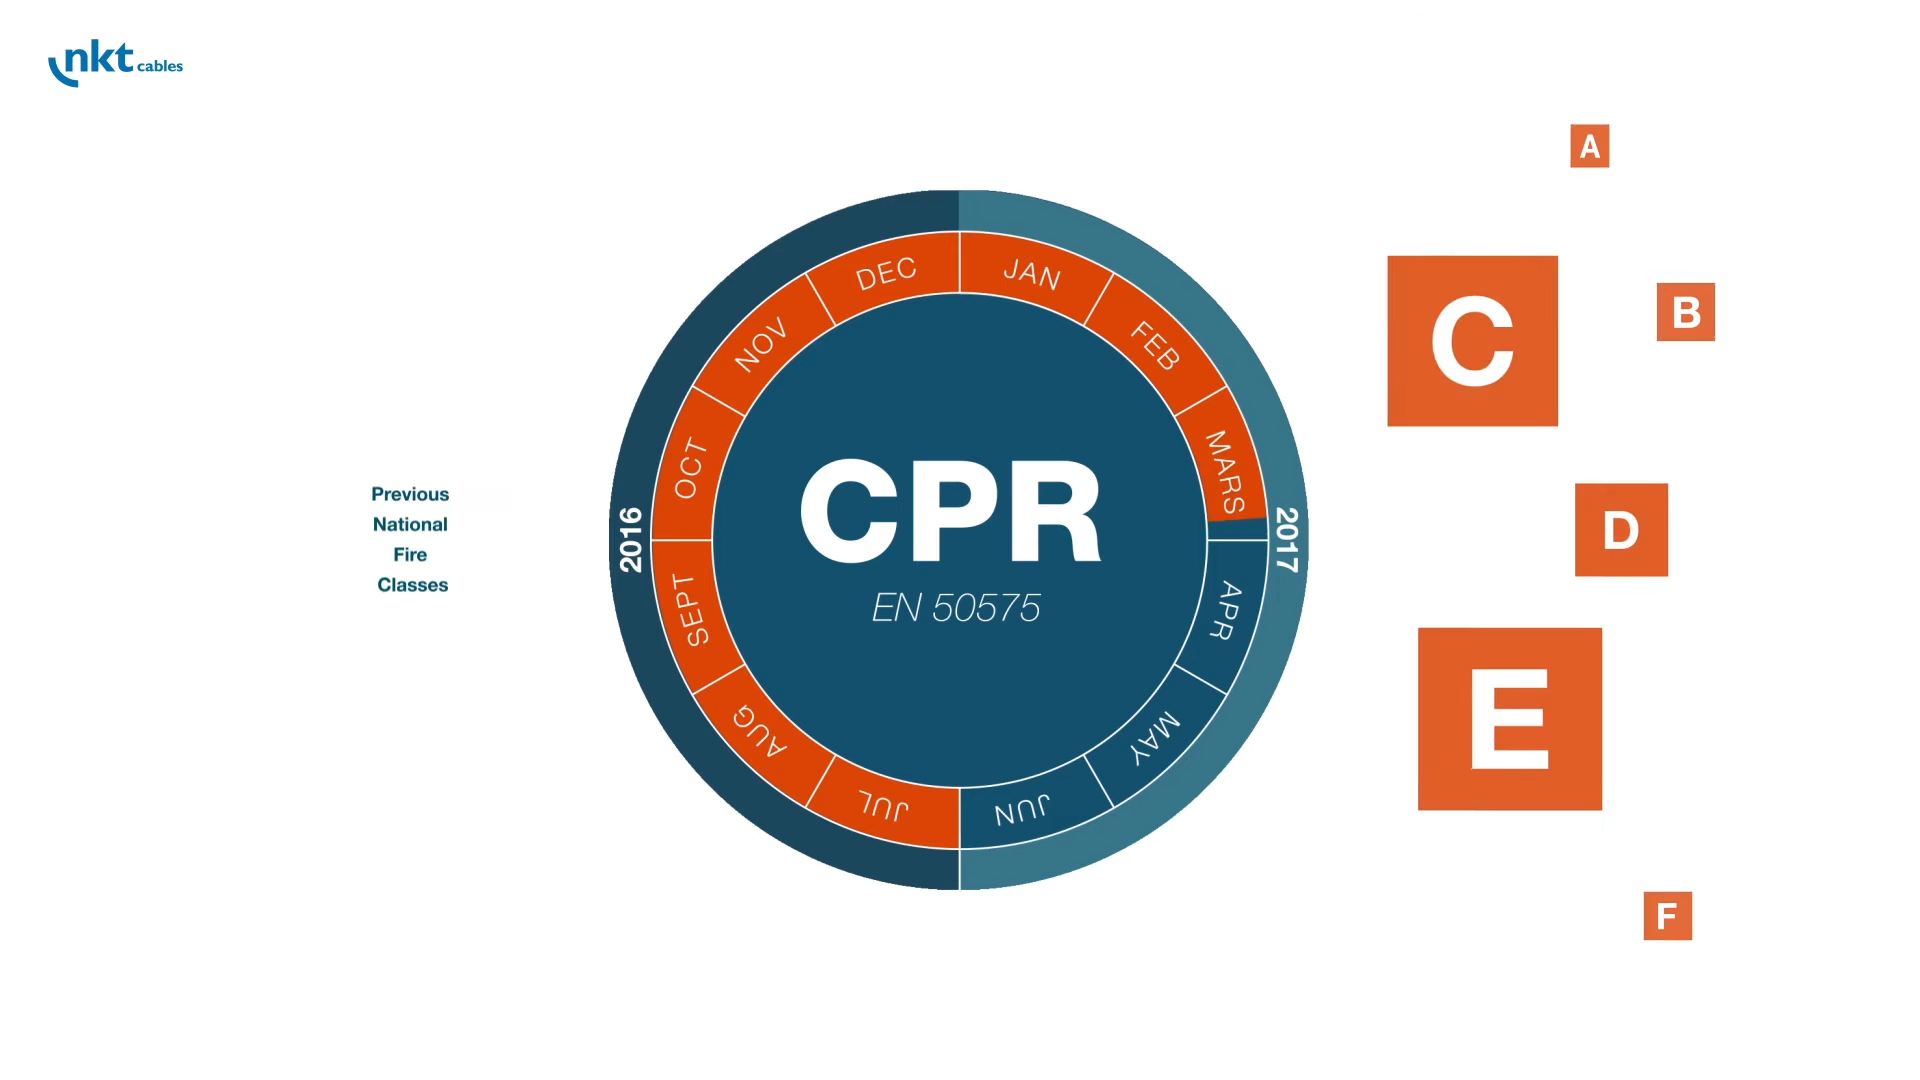 nkt cables
Previous
National
Fire
Classes
2016
2017
JAN
FEB
MARS
APR
MAY
JUN
JUL
AUG
SEPT
OCT
NOV
DEC
CPR
EN 50575
A
B
C
D
E
F